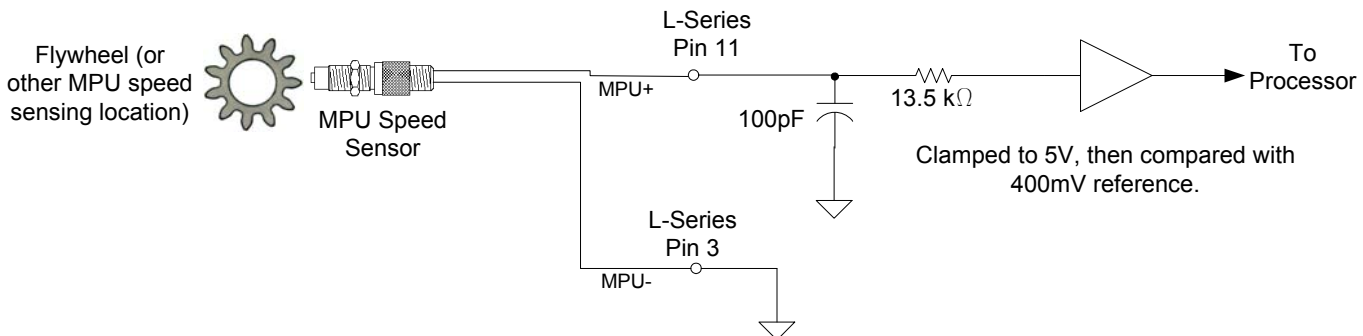 Flywheel (or
other MPU speed
sensing location)
MPU Speed
Sensor
L-Series
Pin 11
MPU+
100pF
13.5 kΩ
To
Processor
Clamped to 5V, then compared with
400mV reference.
L-Series
Pin 3
MPU-